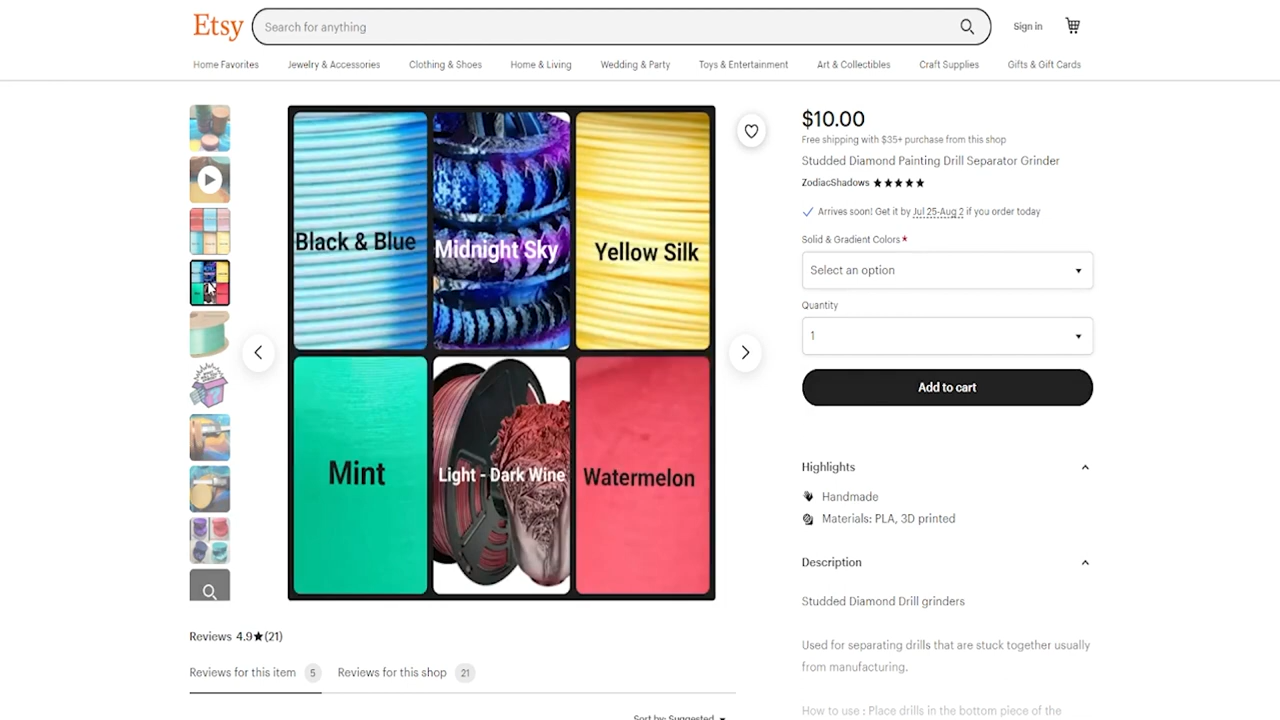 Etsy
Search for anything
Sign in
Home Favorites
Jewelry & Accessories
Clothing & Shoes
Home & Living
Wedding & Party
Toys & Entertainment
Art & Collectibles
Craft Supplies
Gifts & Gift Cards
Black & Blue
Midnight Sky
Yellow Silk
Mint
Light - Dark Wine
Watermelon
$10.00
Free shipping with $35+ purchase from this shop
Studded Diamond Painting Drill Separator Grinder
ZodiacShadows ★★★★★
Arrives soon! Get it by Jul 25-Aug 2 if you order today
Solid & Gradient Colors *
Select an option
Quantity
1
Add to cart
Highlights
Handmade
Materials: PLA, 3D printed
Description
Studded Diamond Drill grinders
Used for separating drills that are stuck together usually
from manufacturing.
How to use : Place drills in the bottom piece of the
Reviews 4.9★(21)
Reviews for this item 5
Reviews for this shop 21
Sort by: Suggested